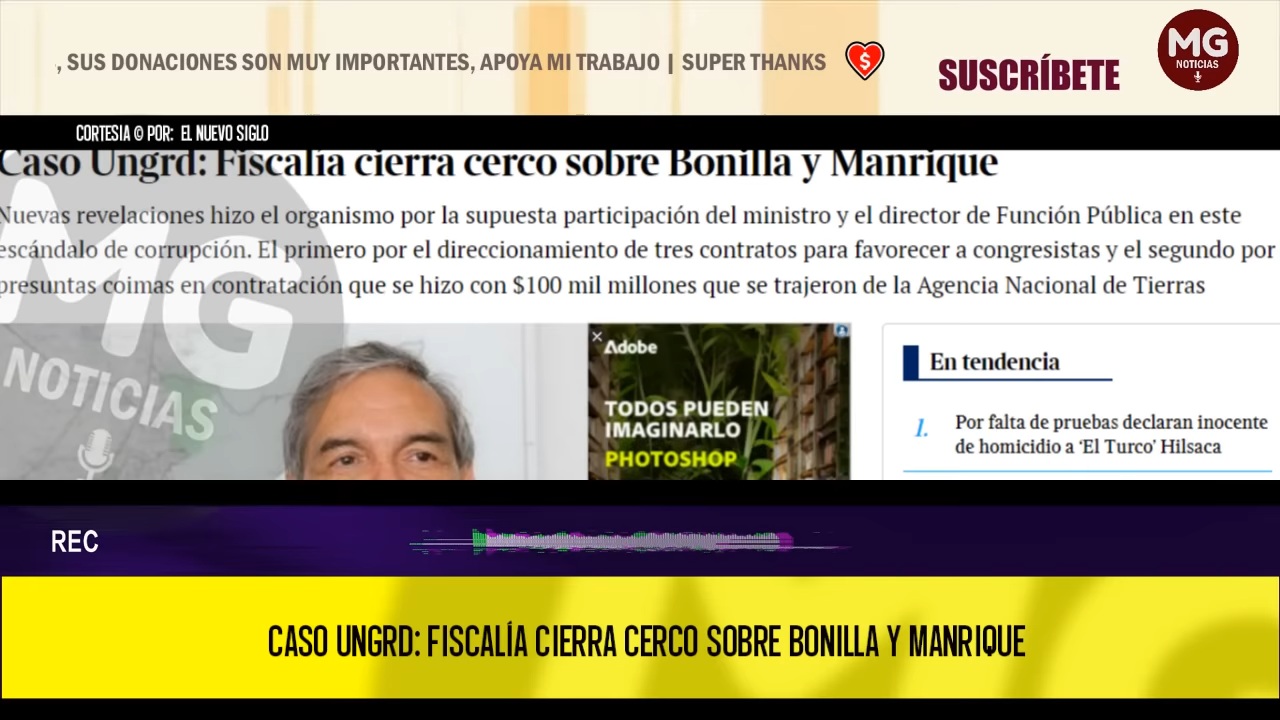 , SUS DONACIONES SON MUY IMPORTANTES, APOYA MI TRABAJO | SUPER THANKS
$
SUSCRÍBETE
MG
NOTICIAS
CORTESIA © POR: EL NUEVO SIGLO
Caso Ungrd: Fiscalía cierra cerco sobre Bonilla y Manrique
Nuevas revelaciones hizo el organismo por la supuesta participación del ministro y el director de Función Pública en este
escándalo de corrupción. El primero por el direccionamiento de tres contratos para favorecer a congresistas y el segundo por
presuntas coimas en contratación que se hizo con $100 mil millones que se trajeron de la Agencia Nacional de Tierras
MG
NOTICIAS
Adobe
TODOS PUEDEN
IMAGINARLO
PHOTOSHOP
En tendencia
1. Por falta de pruebas declaran inocente
de homicidio a ‘El Turco’ Hilsaca
REC
CASO UNGRD: FISCALÍA CIERRA CERCO SOBRE BONILLA Y MANRIQUE